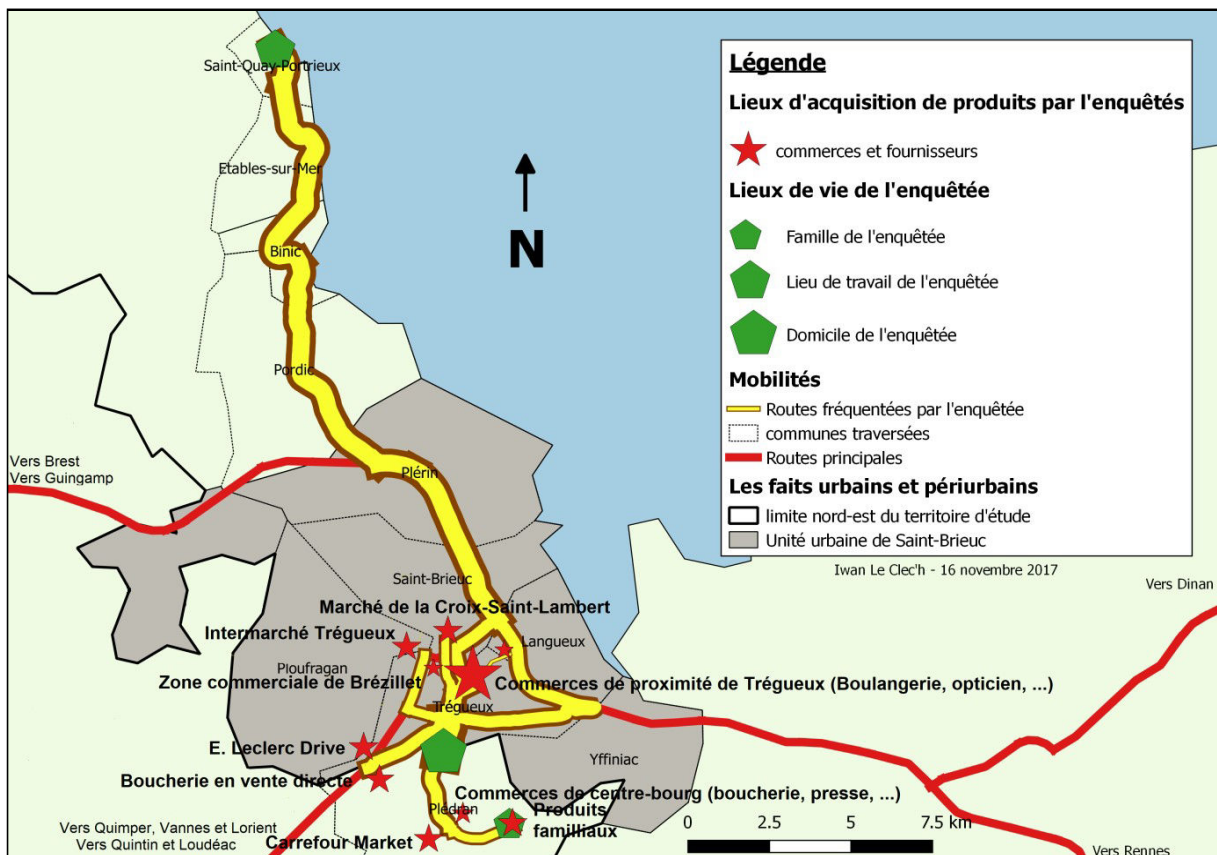 Saint-Quay-Portrieux
Etables-sur-Mer
Binic
Pordic
N
Légende
Lieux d'acquisition de produits par l'enquêtés
commerces et fournisseurs
Lieux de vie de l'enquêtée
Famille de l'enquêtée
Lieu de travail de l'enquêtée
Domicile de l'enquêtée
Mobilités
Routes fréquentées par l'enquêtée
communes traversées
Routes principales
Les faits urbains et périurbains
limite nord-est du territoire d'étude
Unité urbaine de Saint-Brieuc
Iwan Le Clec'h - 16 novembre 2017
Vers Brest
Vers Guingamp
Plérin
Vers Dinan
Saint-Brieuc
Marché de la Croix-Saint-Lambert
Intermarché Trégueux
Langueux
Ploufragan
Zone commerciale de Brézillet
Commerces de proximité de Trégueux (Boulangerie, opticien, ...)
Trégueux
E. Leclerc Drive
Yffiniac
Boucherie en vente directe
Commerces de centre-bourg (boucherie, presse, ...)
Plédran
Produits
familliaux
Vers Quimper, Vannes et Lorient
Vers Quintin et Loudéac
Carrefour Market
0 2.5 5 7.5 km
Vers Rennes